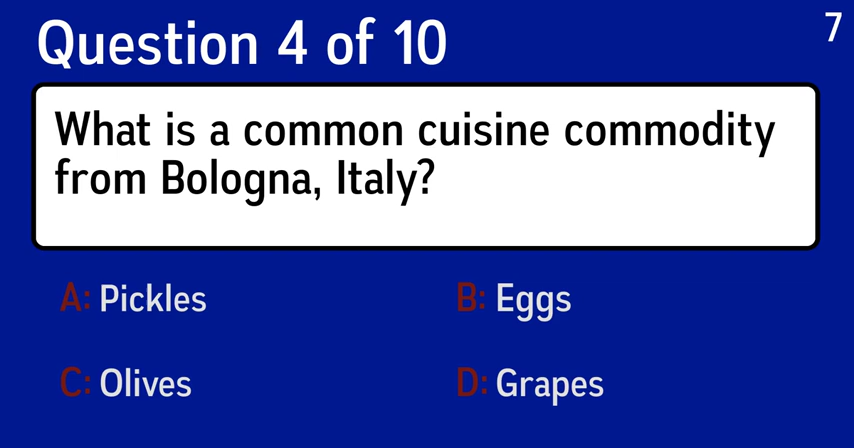 Question 4 of 10
7
What is a common cuisine commodity
from Bologna, Italy?
A: Pickles
B: Eggs
C: Olives
D: Grapes